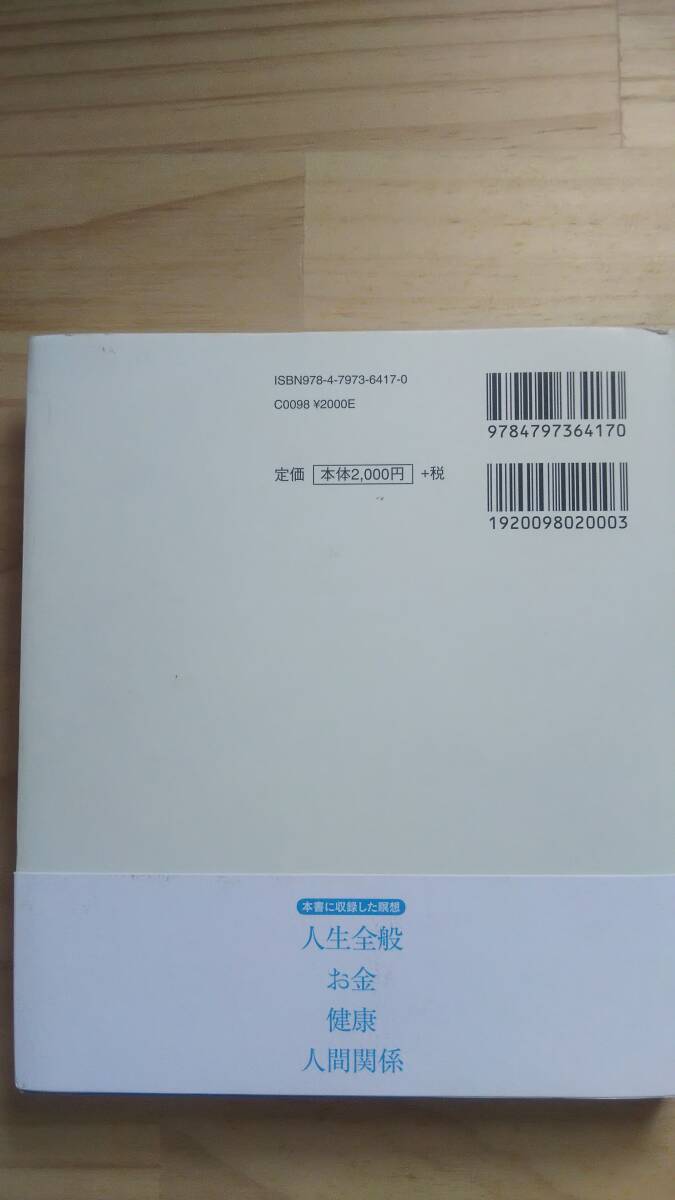 ISBN978-4-7973-6417-0
C0098 ¥2000E
9784797364170
定価 本体2,000円 +税
1920098020003
本書に収録した瞑想
人生全般
お金
健康
人間関係